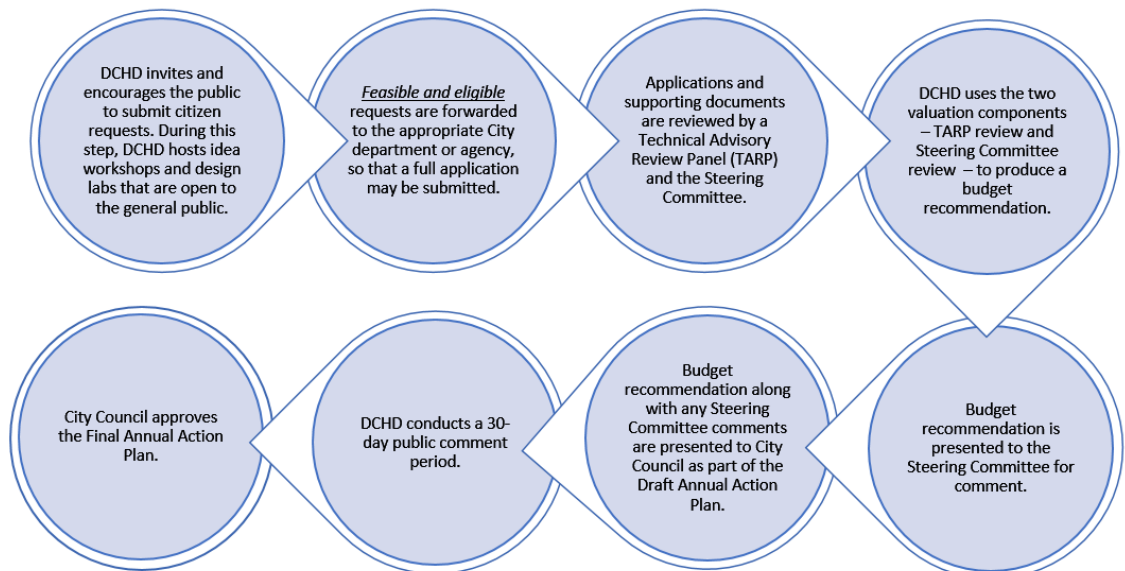 DCHD invites and
encourages the public
to submit citizen
requests. During this
step, DCHD hosts idea
workshops and design
labs that are open to
the general public.
Feasible and eligible
requests are forwarded
to the appropriate City
department or agency,
so that a full application
may be submitted.
Applications and
supporting documents
are reviewed by a
Technical Advisory
Review Panel (TARP)
and the Steering
Committee.
DCHD uses the two
valuation components
– TARP review and
Steering Committee
review – to produce a
budget
recommendation.
Budget
recommendation is
presented to the
Steering Committee for
comment.
Budget
recommendation along
with any Steering
Committee comments
are presented to City
Council as part of the
Draft Annual Action
Plan.
DCHD conducts a 30-
day public comment
period.
City Council approves
the Final Annual Action
Plan.